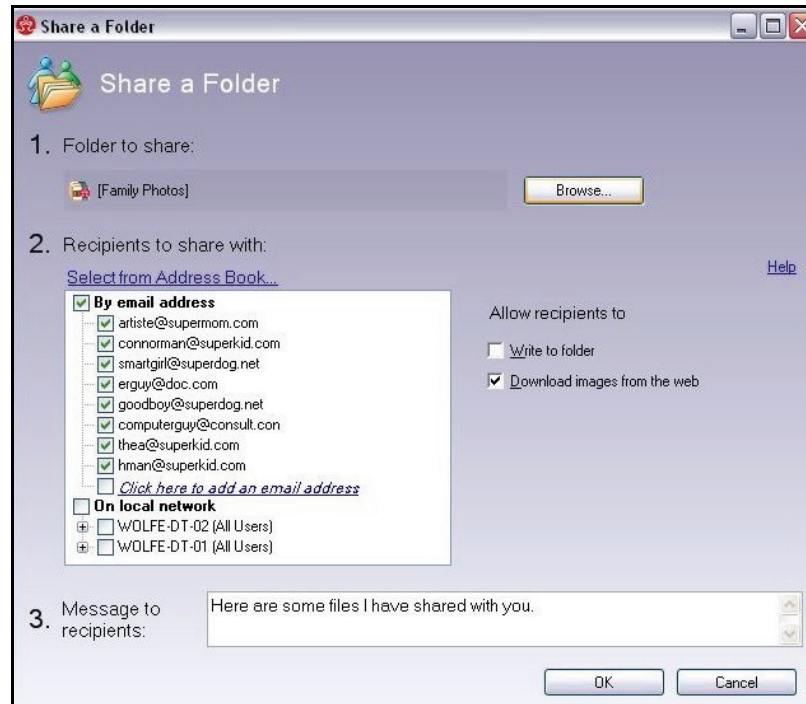 Share a Folder
Share a Folder
1. Folder to share:
[Family Photos]
Browse...
2. Recipients to share with:
Help
Select from Address Book...
By email address
artiste@supermom.com
connorman@superkid.com
smartgirl@superdog.net
erguy@doc.com
goodboy@superdog.net
computerguy@consult.con
thea@superkid.com
hman@superkid.com
Click here to add an email address
On local network
WOLFE-DT-02 (All Users)
WOLFE-DT-01 (All Users)
Allow recipients to
Write to folder
Download images from the web
3. Message to
recipients:
Here are some files I have shared with you.
OK
Cancel